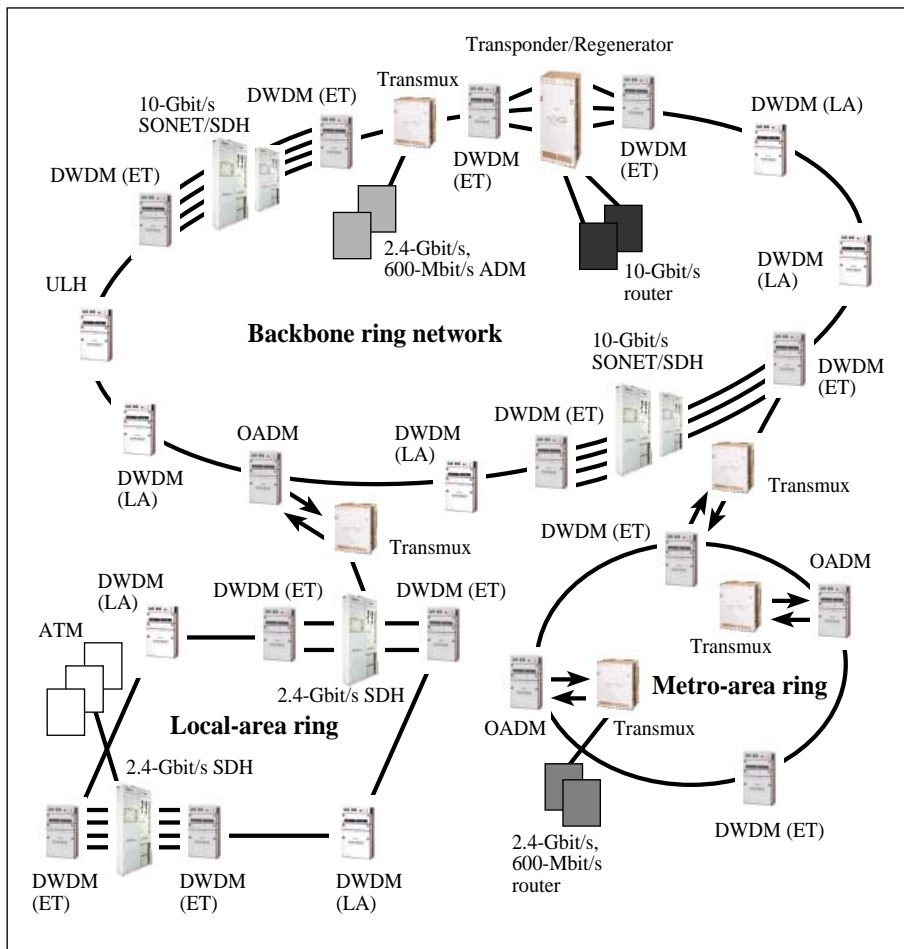 Transponder/Regenerator
Transmux
DWDM (ET)
10-Gbit/s
SONET/SDH
DWDM (LA)
DWDM (ET)
DWDM
(ET)
DWDM
(ET)
2.4-Gbit/s,
600-Mbit/s ADM
10-Gbit/s
router
DWDM
(LA)
ULH
Backbone ring network
10-Gbit/s
SONET/SDH
DWDM
(ET)
DWDM (ET)
OADM
DWDM
(LA)
DWDM
(LA)
Transmux
Transmux
DWDM (ET)
OADM
DWDM
(LA)
DWDM (ET)
DWDM (ET)
ATM
Transmux
2.4-Gbit/s SDH
Metro-area ring
Local-area ring
OADM
Transmux
2.4-Gbit/s SDH
DWDM (ET)
2.4-Gbit/s,
600-Mbit/s
router
DWDM
(ET)
DWDM
(ET)
DWDM
(LA)